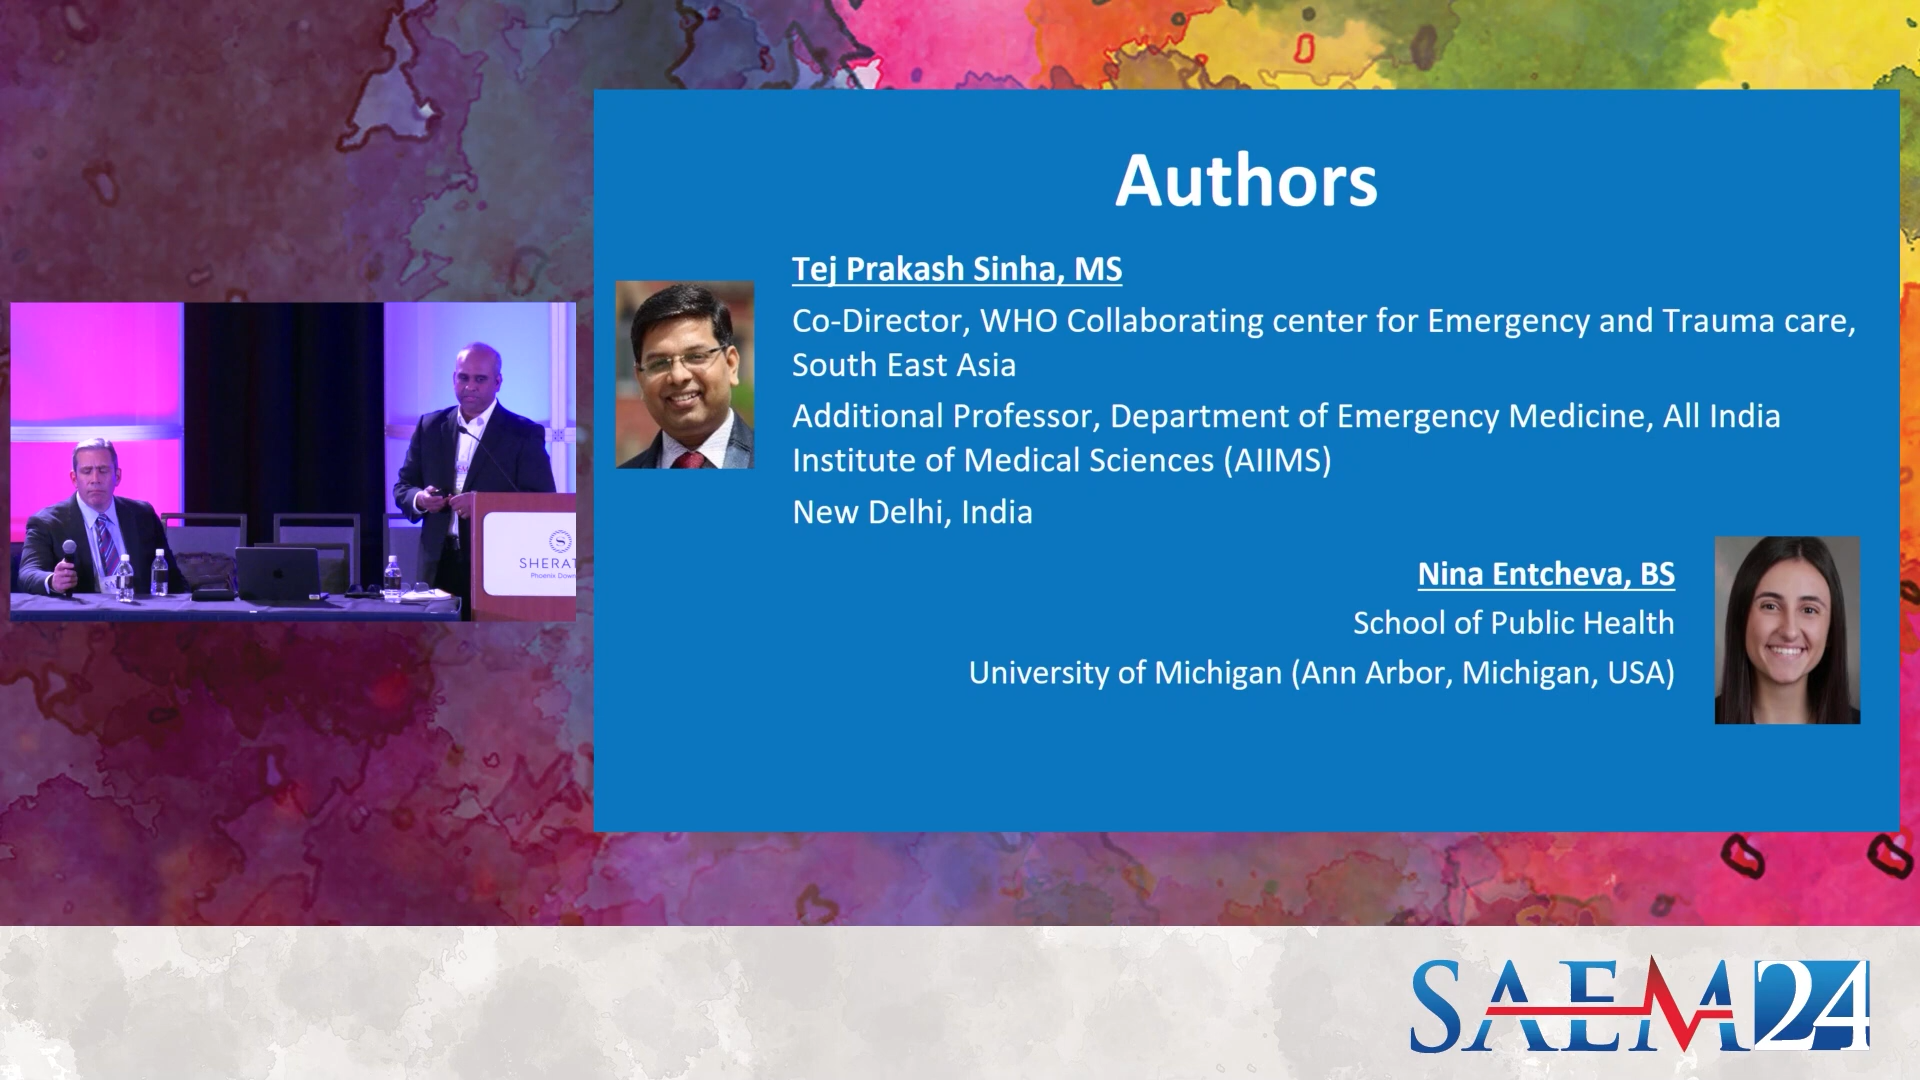 Authors
Tej Prakash Sinha, MS
Co-Director, WHO Collaborating center for Emergency and Trauma care,
South East Asia
Additional Professor, Department of Emergency Medicine, All India
Institute of Medical Sciences (AIIMS)
New Delhi, India
Nina Entcheva, BS
School of Public Health
University of Michigan (Ann Arbor, Michigan, USA)
S
SHERAT
Phoenix Down
SAEM24